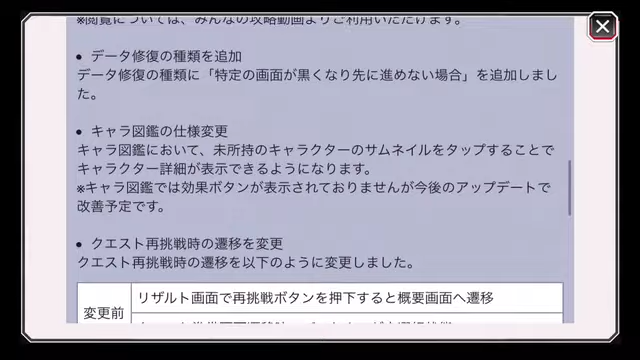 ※閲覧については、みんなの攻略動画よりご利用いただけます。
• データ修復の種類を追加
データ修復の種類に「特定の画面が黒くなり先に進めない場合」を追加しまし
た。
• キャラ図鑑の仕様変更
キャラ図鑑において、未所持のキャラクターのサムネイルをタップすることで
キャラクター詳細が表示できるようになります。
※キャラ図鑑では効果ボタンが表示されておりませんが今後のアップデートで
改善予定です。
• クエスト再挑戦時の遷移を変更
クエスト再挑戦時の遷移を以下のように変更しました。
リザルト画面で再挑戦ボタンを押下すると概要画面へ遷移
変更前